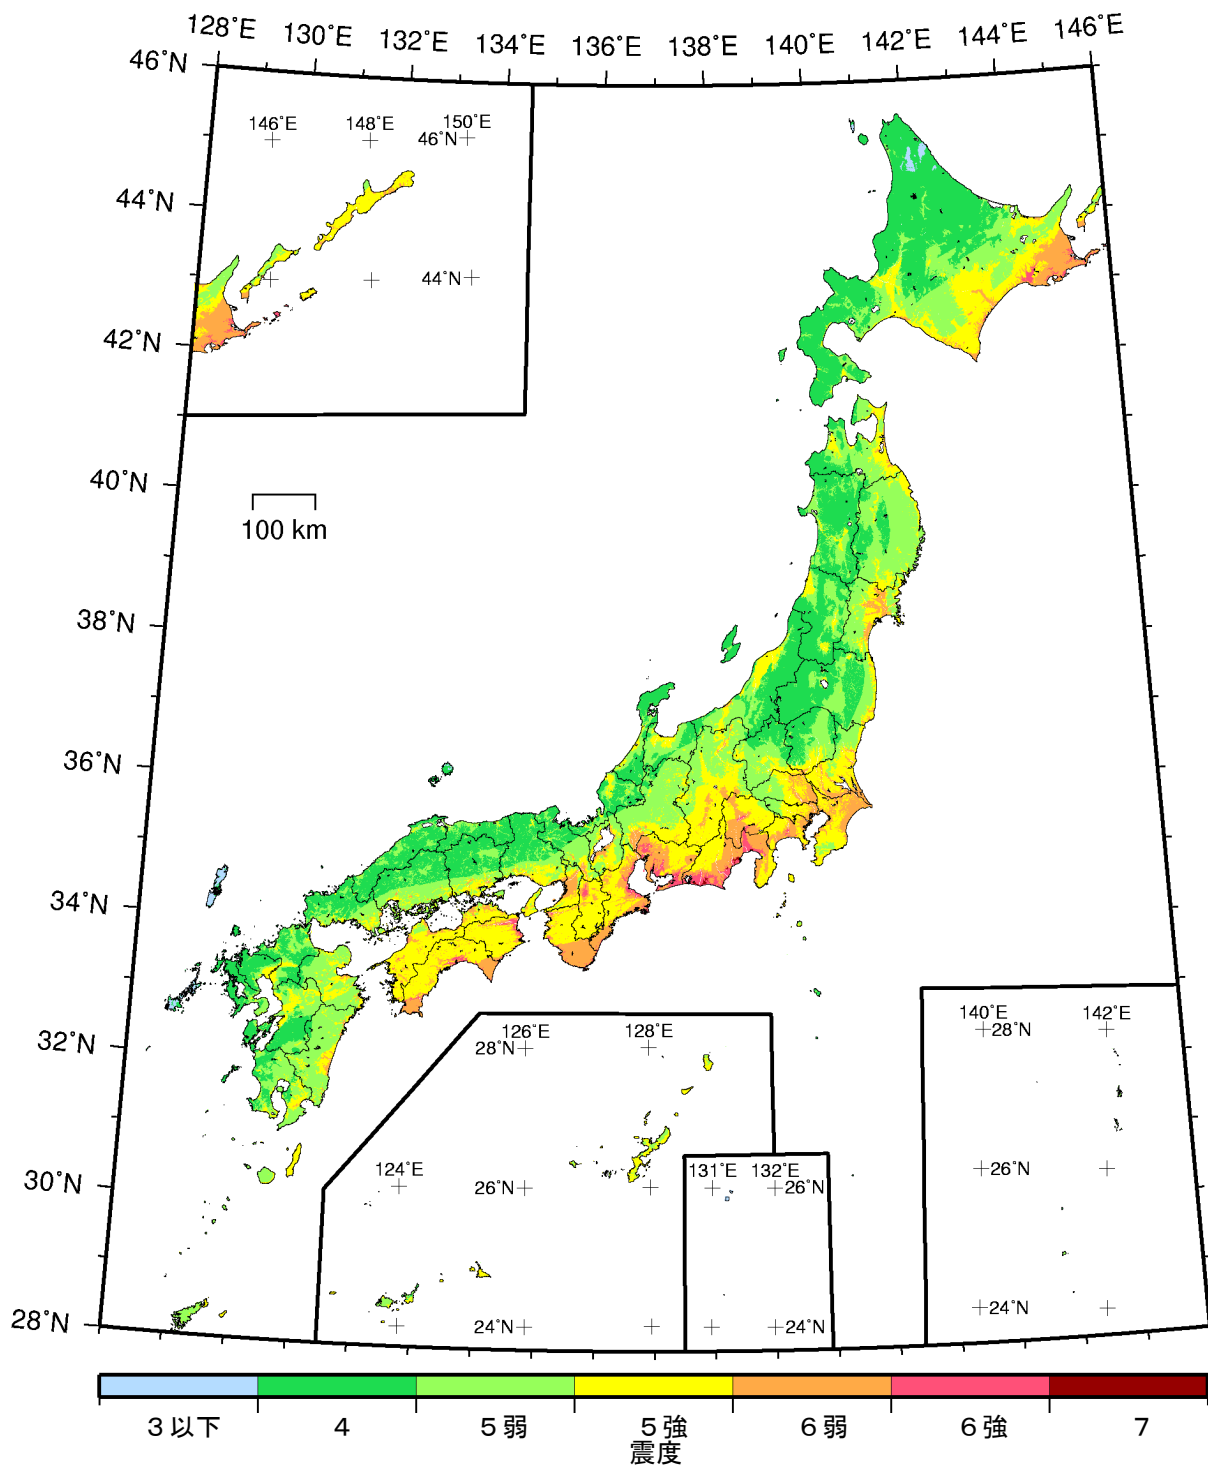 128°E 130°E 132°E 134°E 136°E 138°E 140°E 142°E 144°E 146°E
46°N
146°E 148°E 150°E
46°N
44°N
44°N
42°N
40°N
100 km
38°N
36°N
34°N
32°N
126°E 128°E
28°N
140°E 142°E
28°N
30°N
124°E
26°N
131°E 132°E
26°N
26°N
28°N
24°N
24°N
24°N
3以下 4 5弱 5強 6弱 6強 7
震度